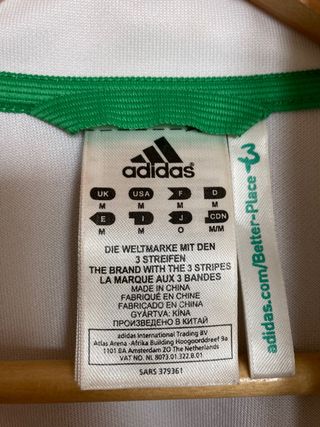 adidas
UK USA F D
M M M M
E I J CDN
M M O M/M
DIE WELTMARKE MIT DEN
3 STREIFEN
THE BRAND WITH THE 3 STRIPES
LA MARQUE AUX 3 BANDES
MADE IN CHINA
FABRIQUÉ EN CHINE
FABRICADO EN CHINA
GYÁRTVA: KÍNA
ПРОИЗВЕДЕНО В КИТАЙ
adidas International Trading BV
Atlas Arena · Afrika Building Hoogoorddreef 9a
1101 BA Amsterdam ZO The Netherlands
VAT NO. NL 8073.01.322.B.01
SARS 379361
adidas.com/Better-Place